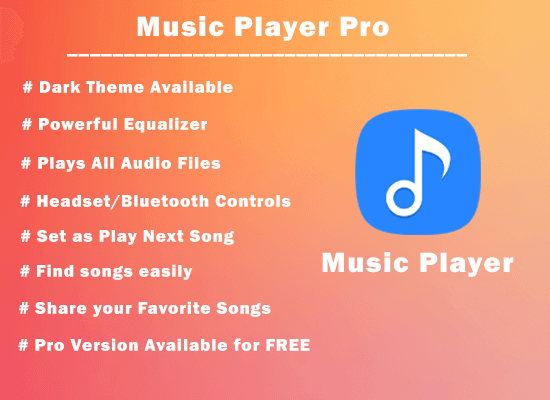 Music Player Pro
# Dark Theme Available
# Powerful Equalizer
# Plays All Audio Files
# Headset/Bluetooth Controls
# Set as Play Next Song
# Find songs easily
# Share your Favorite Songs
# Pro Version Available for FREE
Music Player